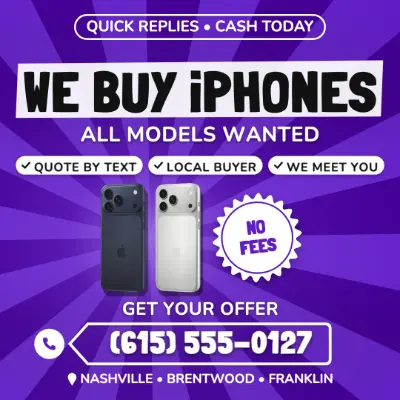 QUICK REPLIES • CASH TODAY
WE BUY iPHONES
ALL MODELS WANTED
✓ QUOTE BY TEXT ✓ LOCAL BUYER ✓ WE MEET YOU
NO
FEES
GET YOUR OFFER
(615) 555-0127
NASHVILLE • BRENTWOOD • FRANKLIN